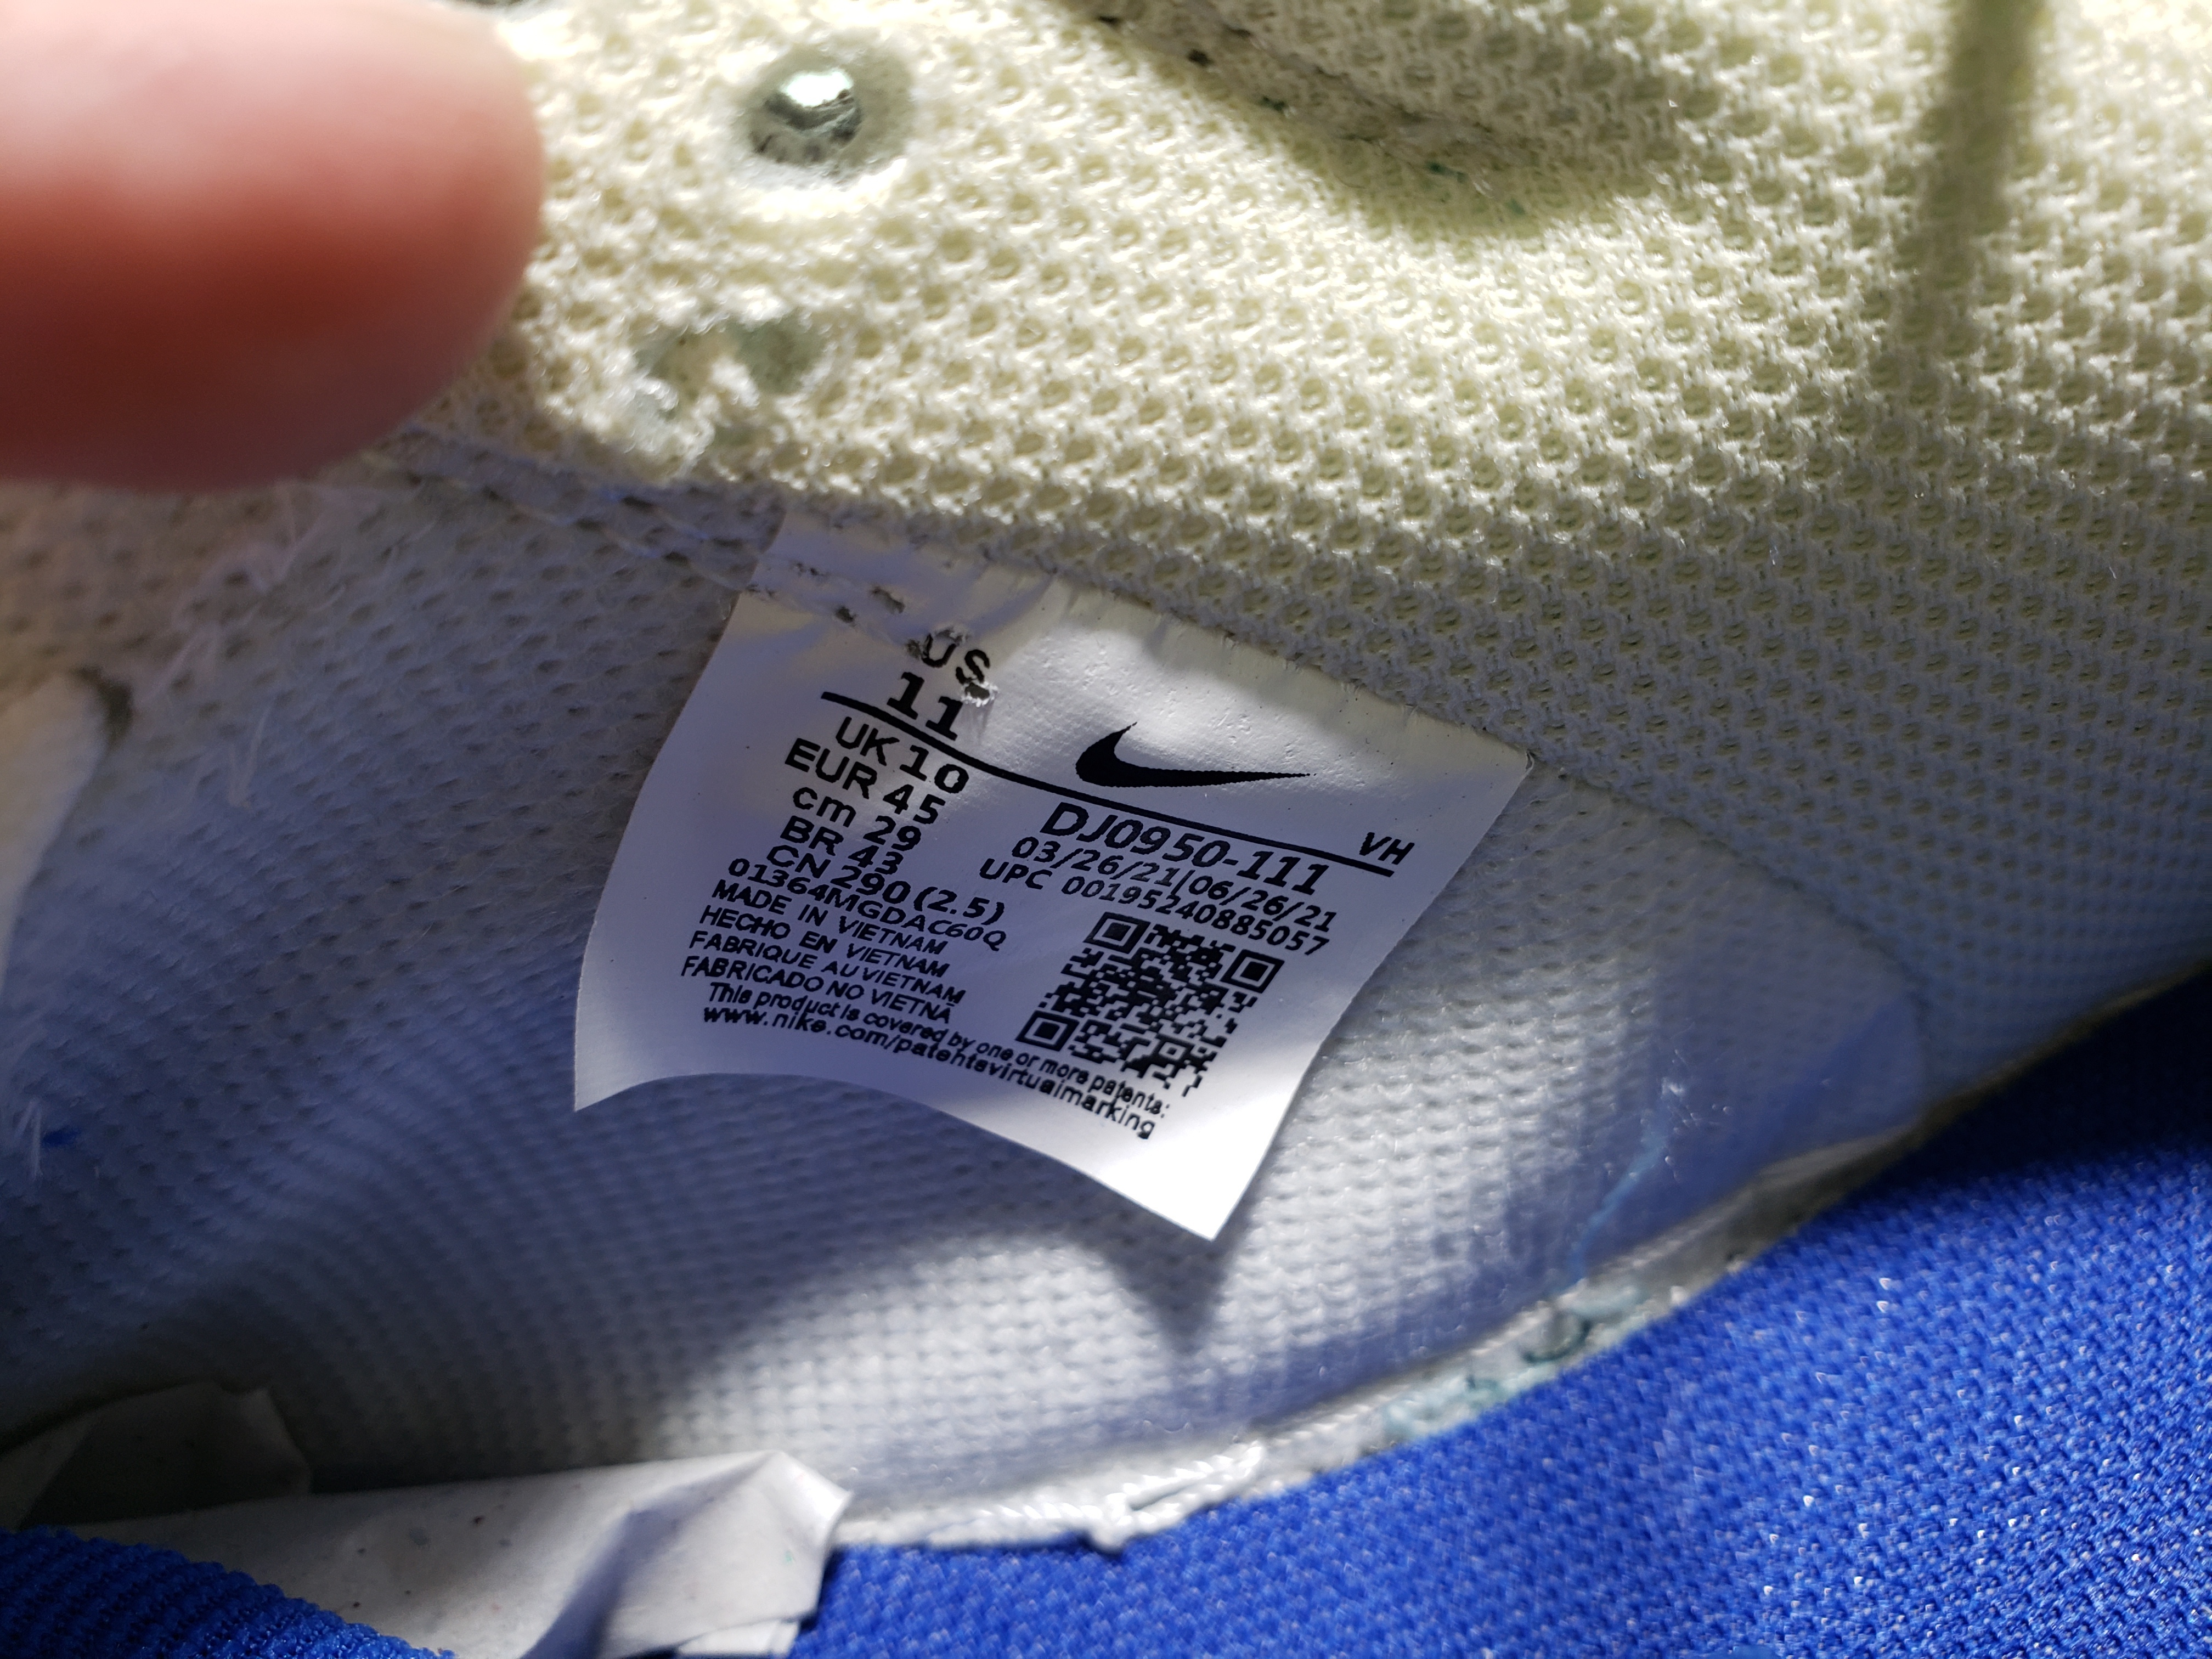 US
11
UK 10
EUR 45
cm 29
BR 43
CN 290 (2.5)
01364MGDAC60Q
MADE IN VIETNAM
HECHO EN VIETNAM
FABRIQUE AU VIETNAM
FABRICADO NO VIETNÃ
VH
DJ0950-111
03/26/21|06/26/21
UPC 00195240885057
This product is covered by one or more patents:
www.nike.com/patentsvirtualmarking